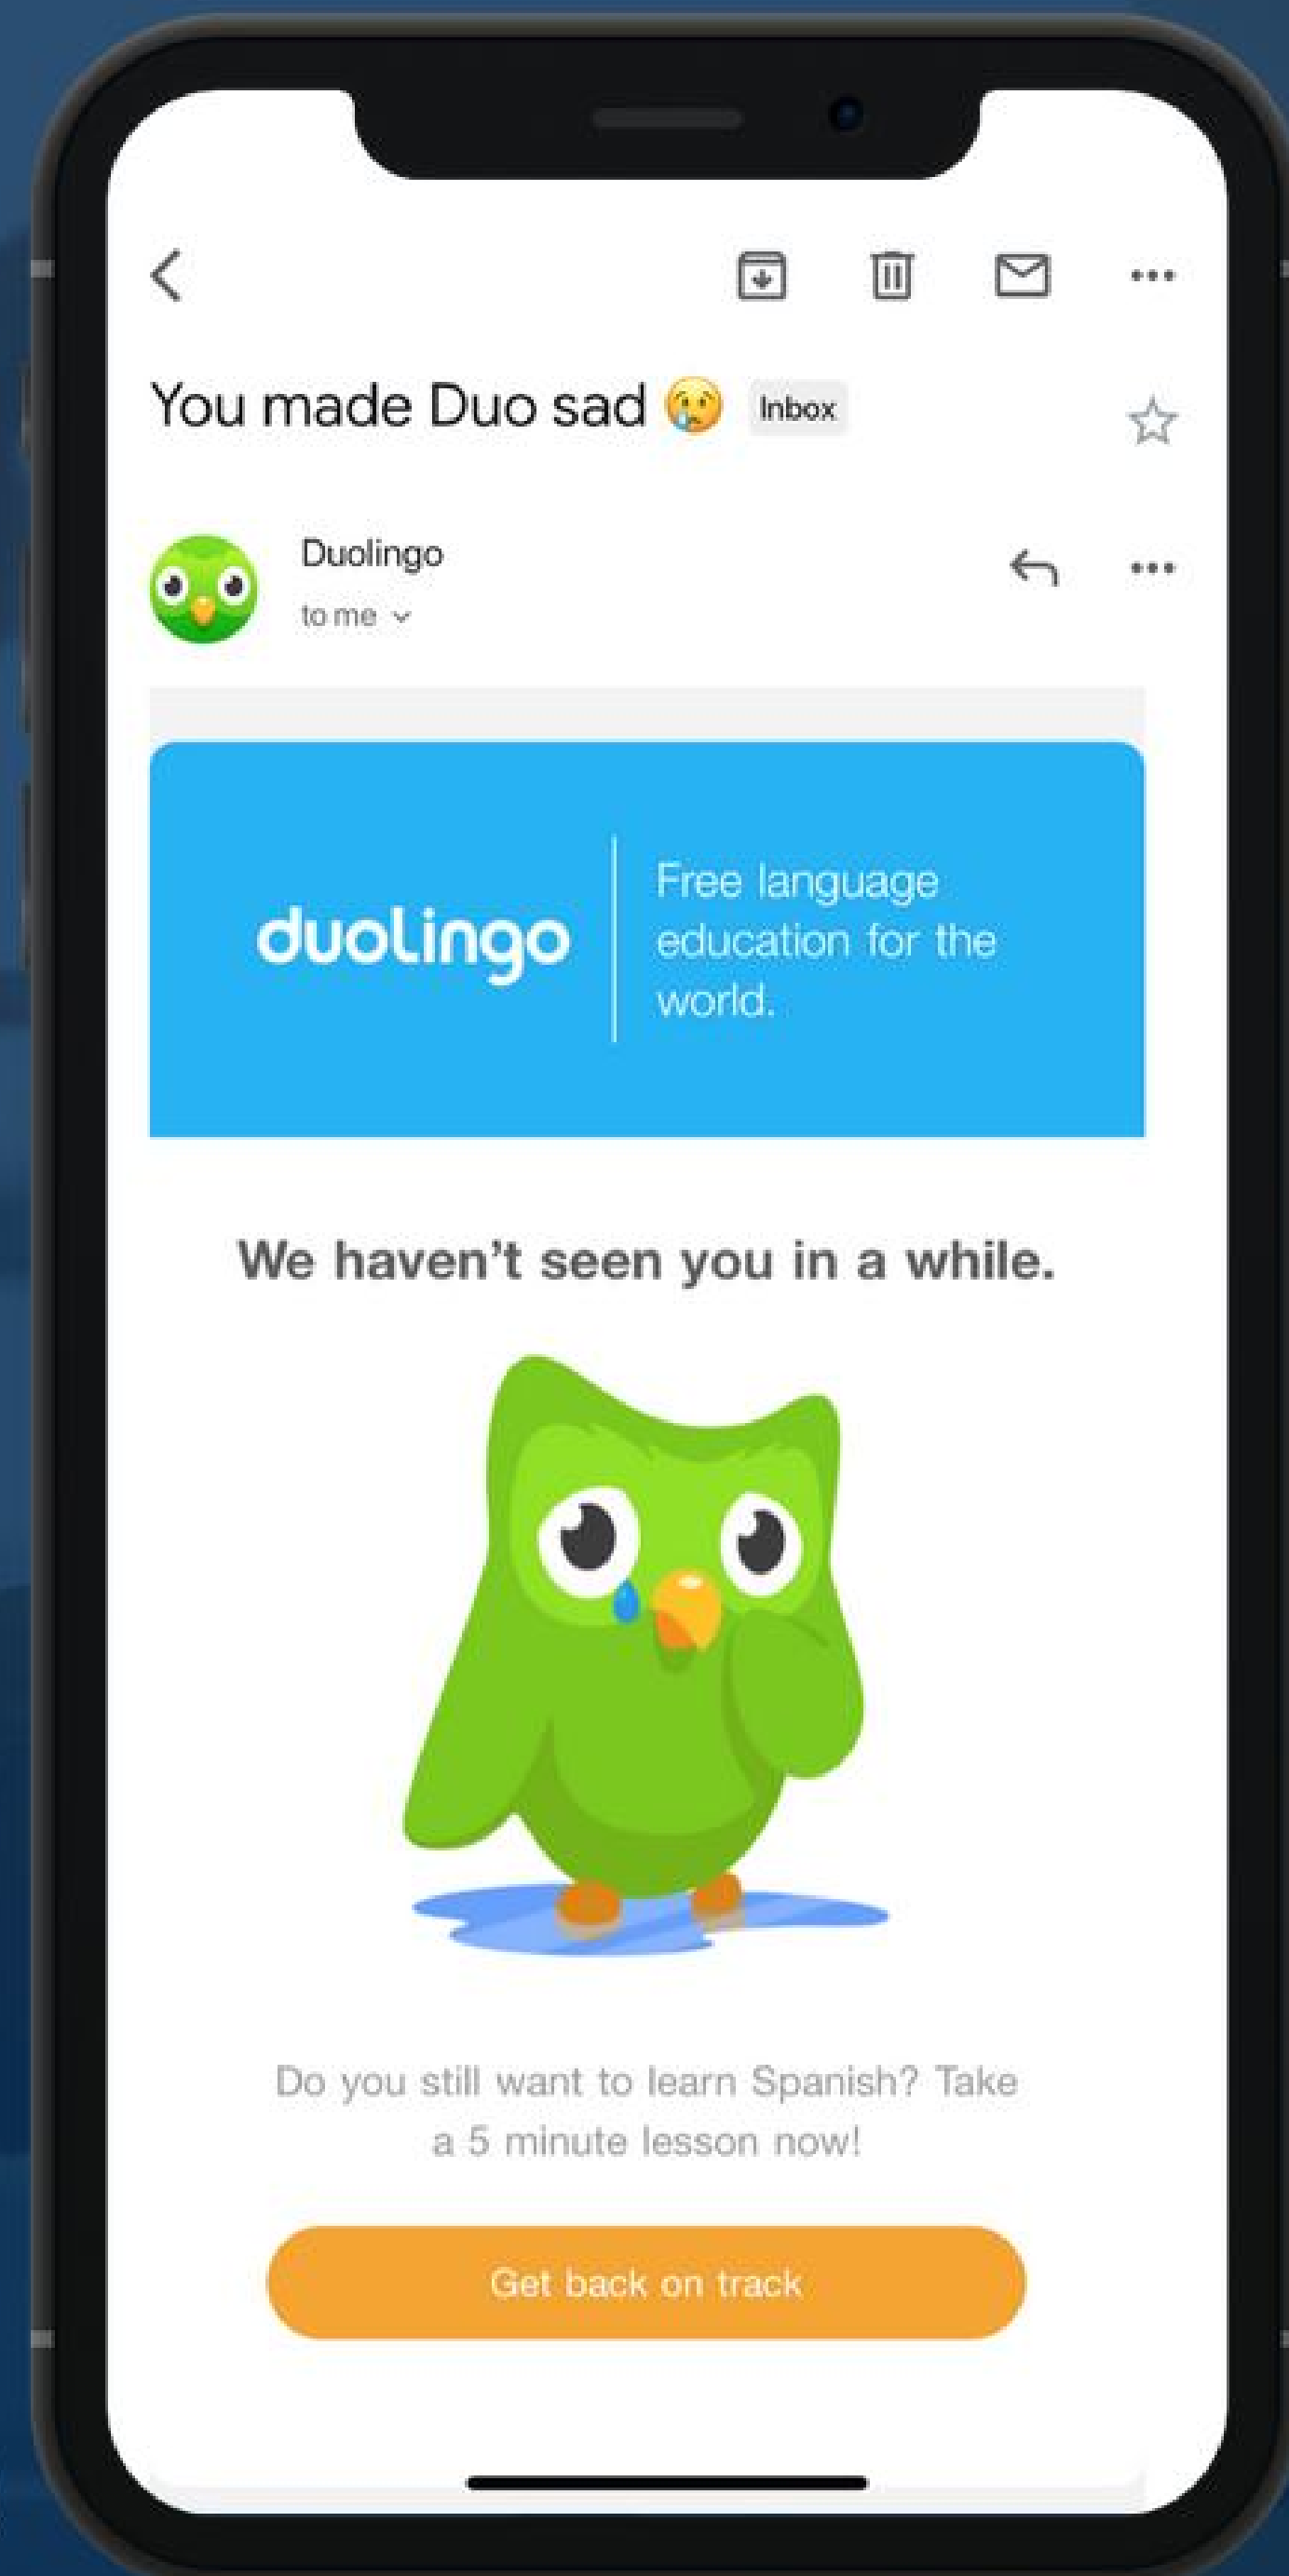 You made Duo sad 😢 Inbox
Duolingo
to me
duolingo
Free language
education for the
world.
We haven’t seen you in a while.
Do you still want to learn Spanish? Take
a 5 minute lesson now!
Get back on track